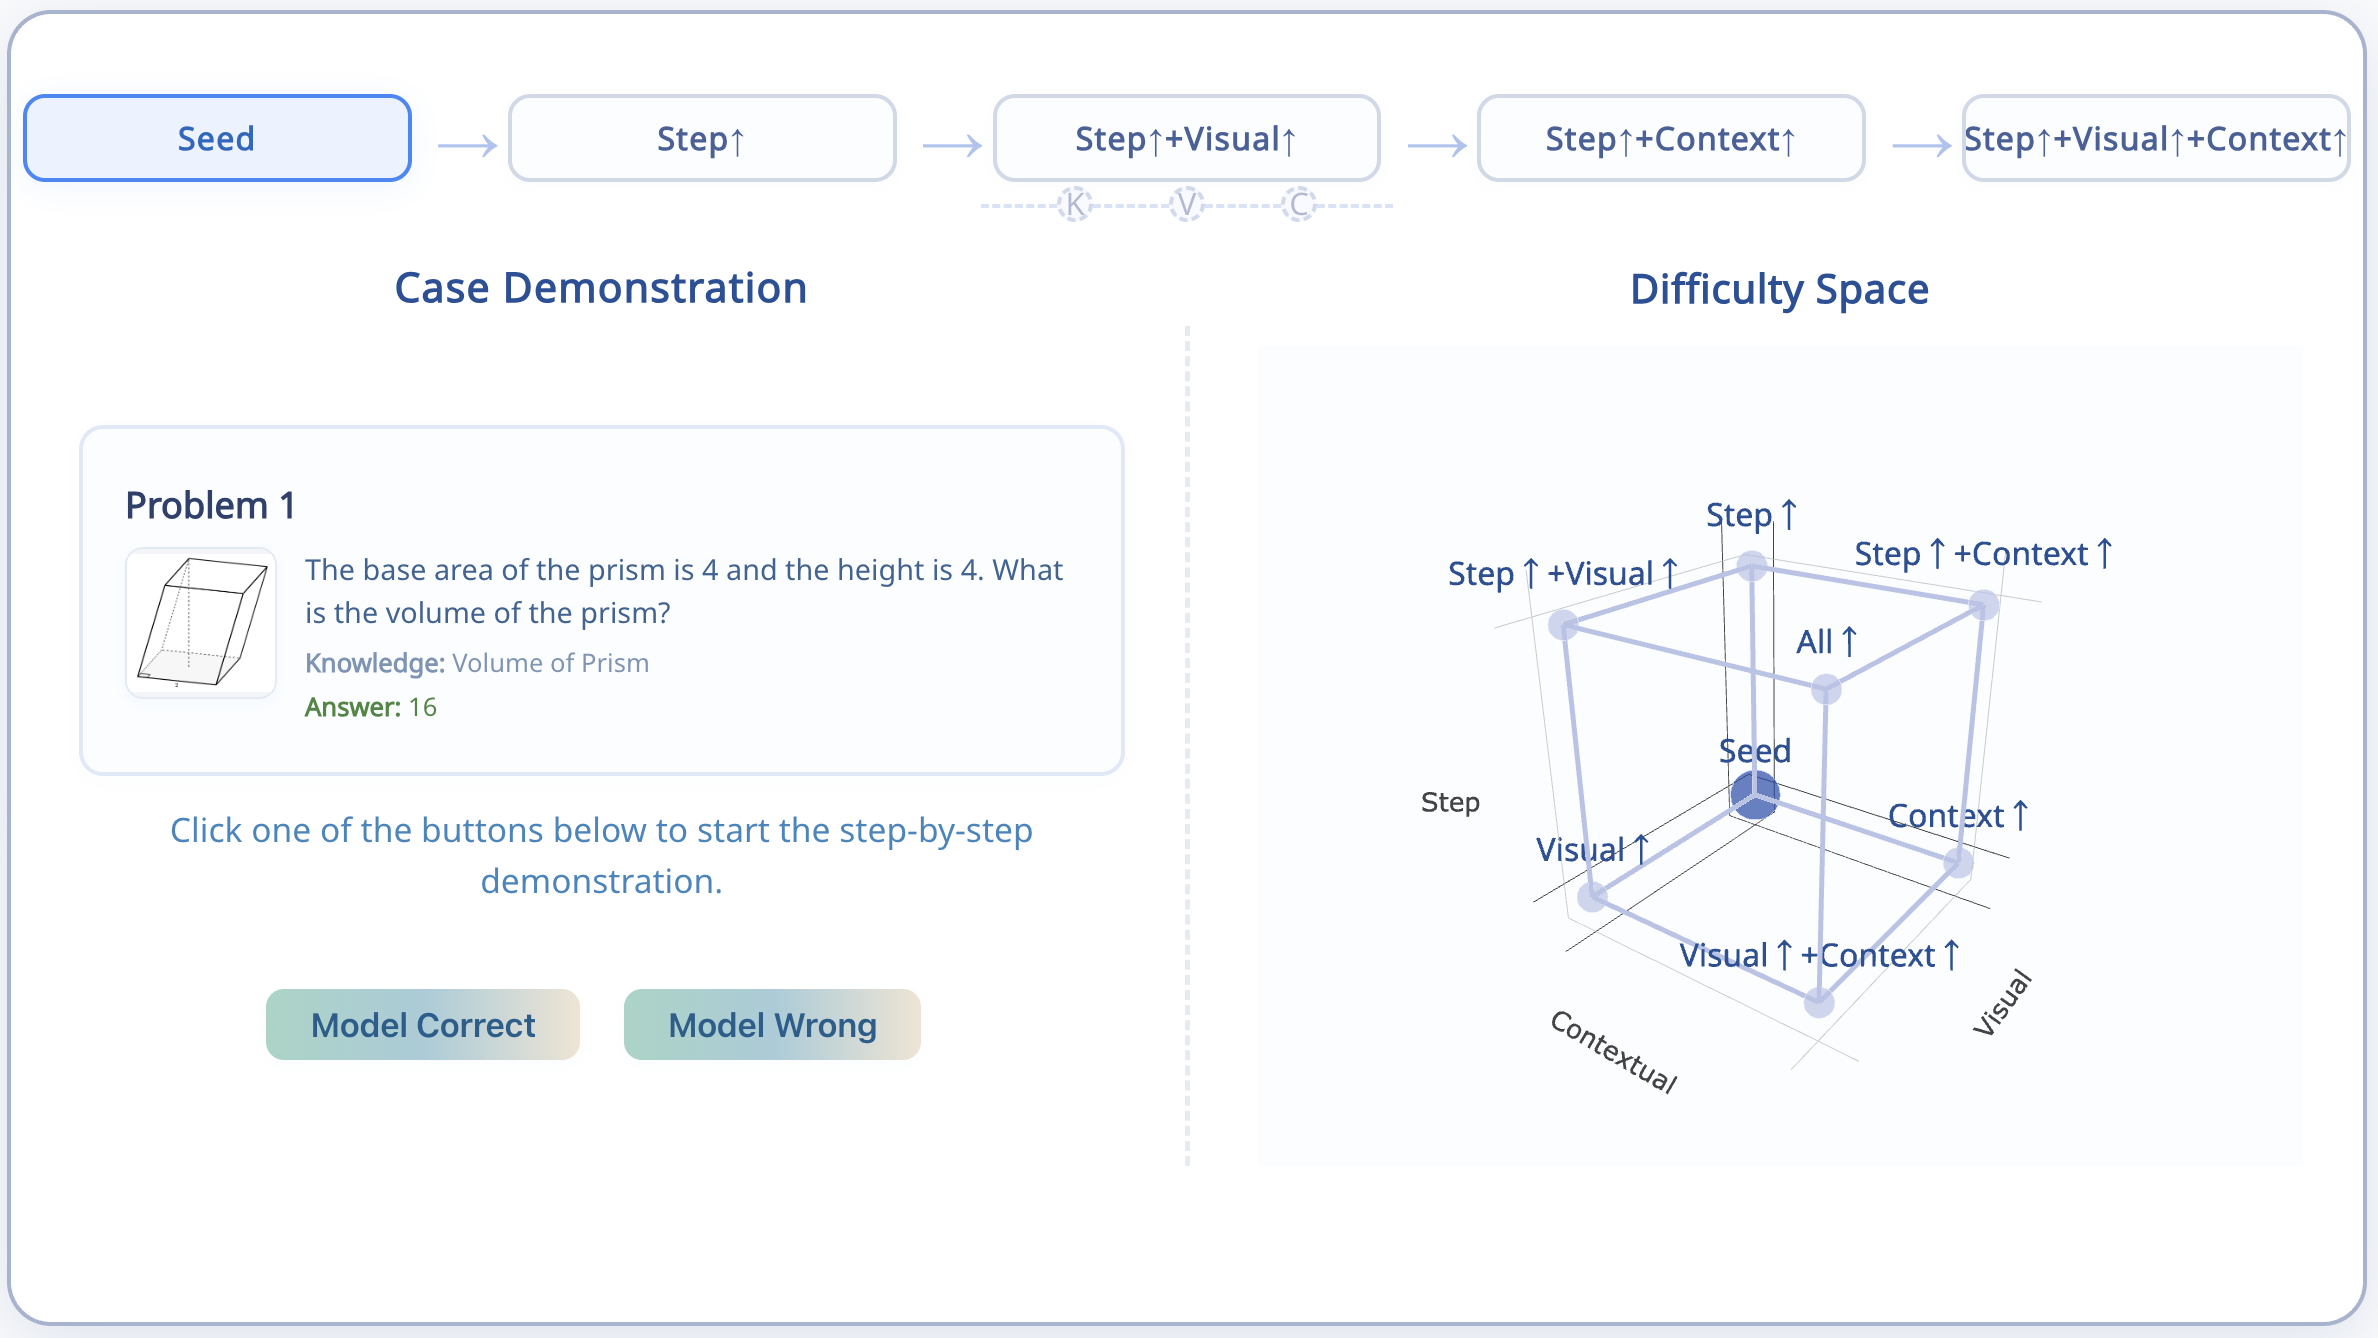 Seed
Step↑
Step↑+Visual↑
Step↑+Context↑
Step↑+Visual↑+Context↑
K
V
C
Case Demonstration
Problem 1
The base area of the prism is 4 and the height is 4. What
is the volume of the prism?
Knowledge: Volume of Prism
Answer: 16
Click one of the buttons below to start the step-by-step
demonstration.
Model Correct
Model Wrong
Difficulty Space
Step↑
Step↑+Context↑
Step↑+Visual↑
All↑
Seed
Step
Context↑
Visual↑
Visual↑+Context↑
Visual
Contextual